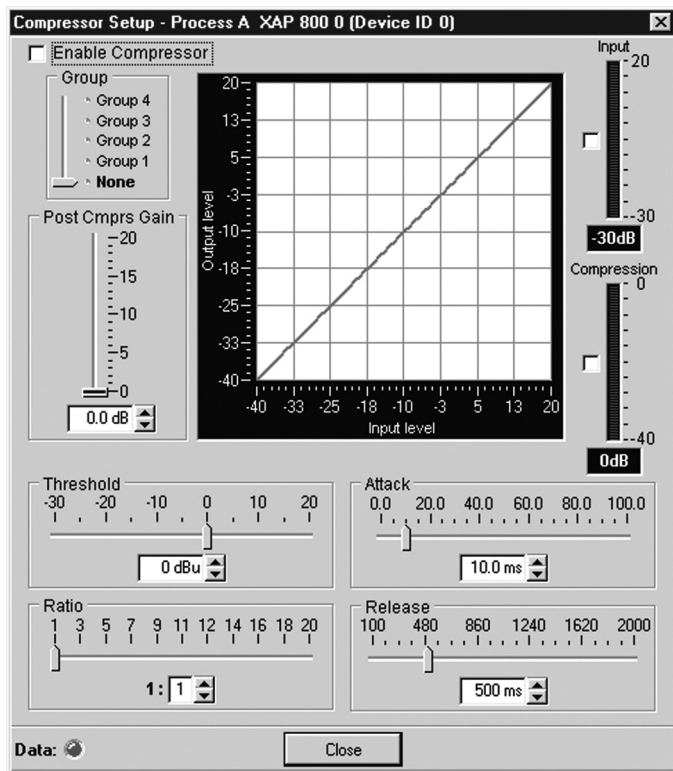 Compressor Setup - Process A XAP 800 0 (Device ID 0)
Enable Compressor
Group
Group 4
Group 3
Group 2
Group 1
None
Post Cmprs Gain
20
15
10
5
0
0.0 dB
Output level
20
13
5
-3
-10
-18
-25
-33
-40
-40 -33 -25 -18 -10 -3 5 13 20
Input level
Input
20
-30
-30dB
Compression
0
-40
0dB
Threshold
-30 -20 -10 0 10 20
0 dBu
Attack
0.0 20.0 40.0 60.0 80.0 100.0
10.0 ms
Ratio
1 3 5 7 9 11 12 14 16 18 20
1 : 1
Release
100 480 860 1240 1620 2000
500 ms
Data:
Close